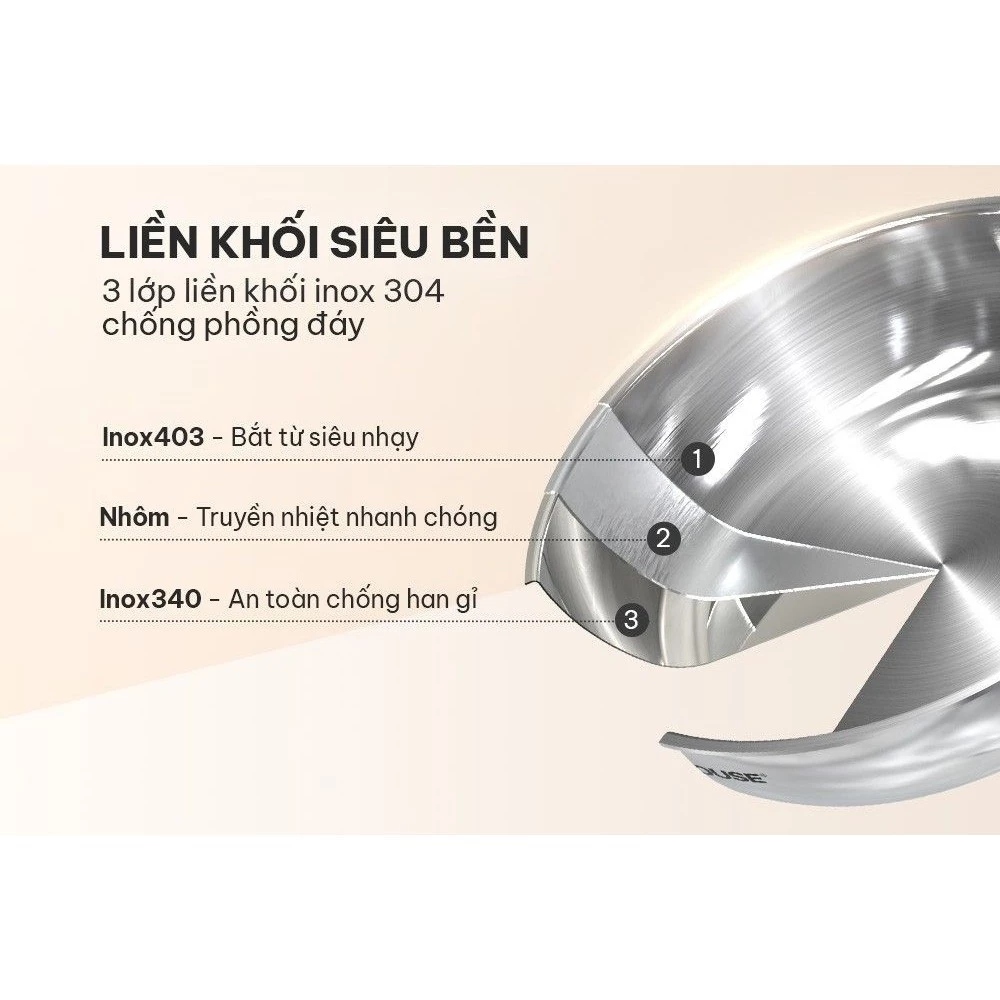 LIỀN KHỐI SIÊU BỀN
3 lớp liền khối inox 304
chống phồng đáy
Inox403 - Bắt từ siêu nhạy
1
Nhôm - Truyền nhiệt nhanh chóng
2
Inox340 - An toàn chống han gỉ
3
OUSE®